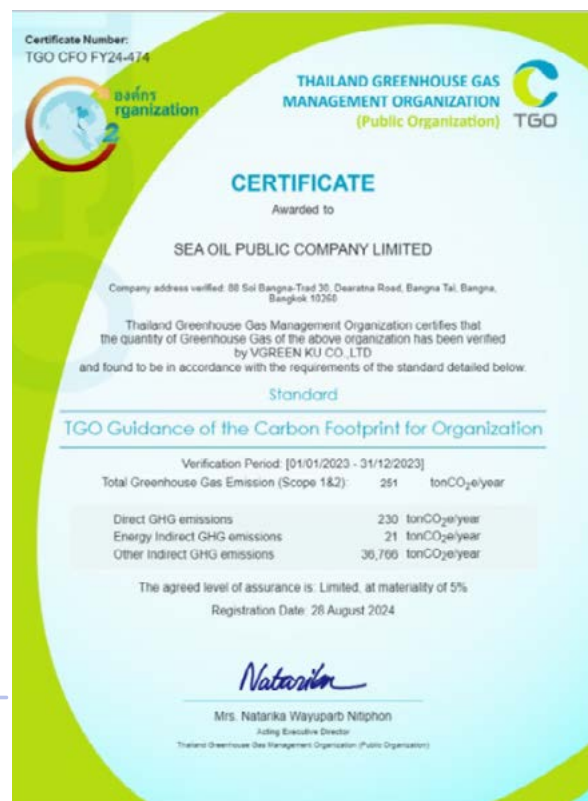 Certificate Number:
TGO CFO FY24-474
องค์กร
rganization
2
THAILAND GREENHOUSE GAS
MANAGEMENT ORGANIZATION
(Public Organization)
TGO
CERTIFICATE
Awarded to
SEA OIL PUBLIC COMPANY LIMITED
Company address verified: 88 Soi Bangna-Trad 30, Dearatna Road, Bangna Tai, Bangna,
Bangkok 10260
Thailand Greenhouse Gas Management Organization certifies that
the quantity of Greenhouse Gas of the above organization has been verified
by VGREEN KU CO.,LTD
and found to be in accordance with the requirements of the standard detailed below.
Standard
TGO Guidance of the Carbon Footprint for Organization
Verification Period: [01/01/2023 - 31/12/2023]
Total Greenhouse Gas Emission (Scope 1&2): 251 tonCO2e/year
Direct GHG emissions 230 tonCO2e/year
Energy Indirect GHG emissions 21 tonCO2e/year
Other Indirect GHG emissions 36,766 tonCO2e/year
The agreed level of assurance is: Limited, at materiality of 5%
Registration Date: 28 August 2024
Natarika
Mrs. Natarika Wayuparb Nitiphon
Acting Executive Director
Thailand Greenhouse Gas Management Organization (Public Organization)